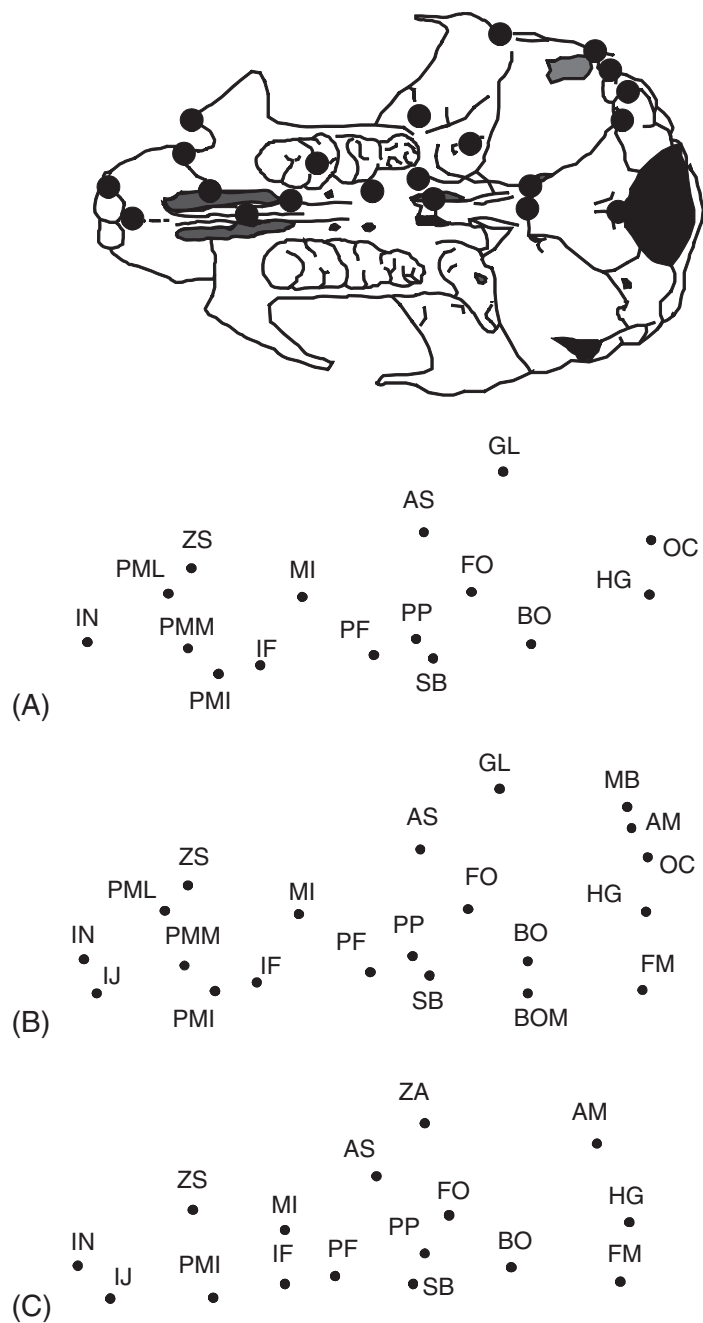 GL
AS
ZS
OC
PML
MI
FO
HG
IN
PMM
PF
PP
BO
IF
SB
PMI
(A)
GL
MB
AS
AM
ZS
OC
PML
MI
FO
HG
IN
PMM
PP
BO
PF
IJ
IF
FM
SB
PMI
BOM
(B)
ZA
AM
AS
ZS
FO
MI
HG
PP
IN
IF
PF
BO
PMI
FM
IJ
SB
(C)